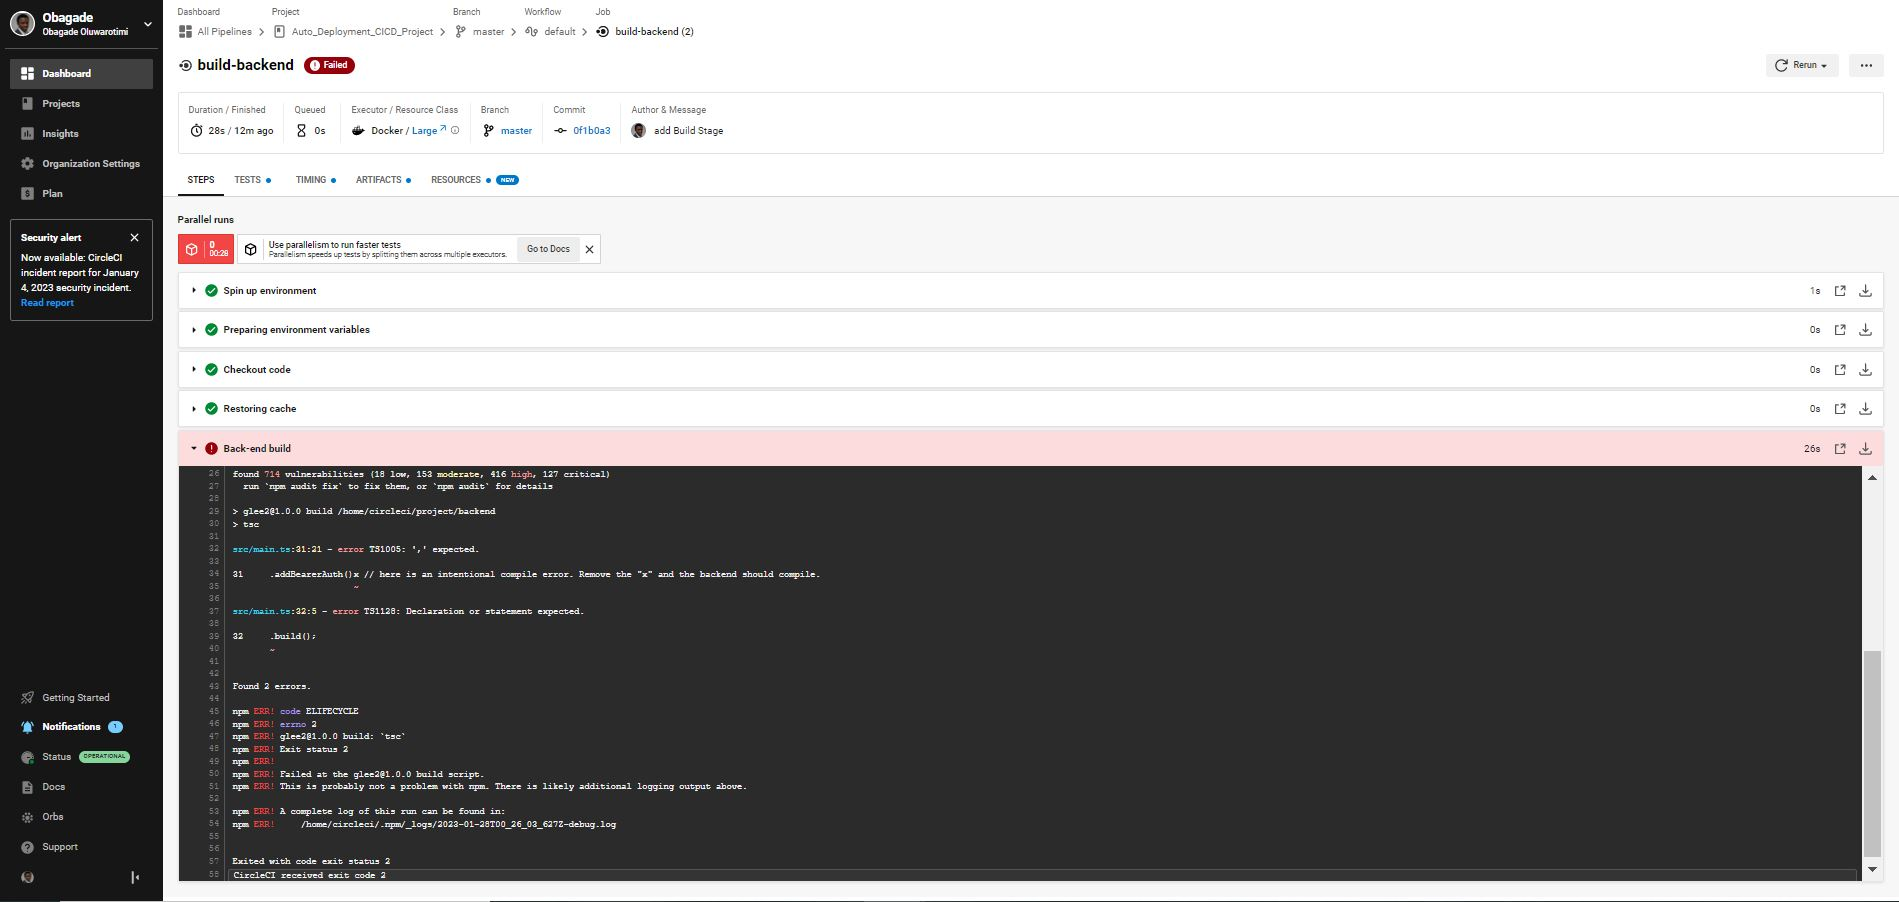 Obagade
Obagade Oluwarotimi
Dashboard
Projects
Insights
Organization Settings
Plan
Security alert
Now available: CircleCI
incident report for January
4, 2023 security incident.
Read report
Getting Started
Notifications 1
Status OPERATIONAL
Docs
Orbs
Support
Dashboard Project Branch Workflow Job
All Pipelines Auto_Deployment_CICD_Project master default build-backend (2)
build-backend Failed
Rerun
Duration / Finished Queued Executor / Resource Class Branch Commit Author & Message
28s / 12m ago 0s Docker / Large master 0f1b0a3 add Build Stage
STEPS TESTS TIMING ARTIFACTS RESOURCES NEW
Parallel runs
0
00:28
Use parallelism to run faster tests
Parallelism speeds up tests by splitting them across multiple executors.
Go to Docs
Spin up environment 1s
Preparing environment variables 0s
Checkout code 0s
Restoring cache 0s
Back-end build 26s
26 found 714 vulnerabilities (18 low, 153 moderate, 416 high, 127 critical)
27 run `npm audit fix` to fix them, or `npm audit` for details
28
29 > glee2@1.0.0 build /home/circleci/project/backend
30 > tsc
31
32 src/main.ts:31:21 - error TS1005: ',' expected.
33
34 31 .addBearerAuth()x // here is an intentional compile error. Remove the "x" and the backend should compile.
35 ~
36
37 src/main.ts:32:5 - error TS1128: Declaration or statement expected.
38
39 32 .build();
40 ~
41
42
43 Found 2 errors.
44
45 npm ERR! code ELIFECYCLE
46 npm ERR! errno 2
47 npm ERR! glee2@1.0.0 build: `tsc`
48 npm ERR! Exit status 2
49 npm ERR!
50 npm ERR! Failed at the glee2@1.0.0 build script.
51 npm ERR! This is probably not a problem with npm. There is likely additional logging output above.
52
53 npm ERR! A complete log of this run can be found in:
54 npm ERR! /home/circleci/.npm/_logs/2023-01-28T00_26_03_627Z-debug.log
55
56
57 Exited with code exit status 2
58 CircleCI received exit code 2